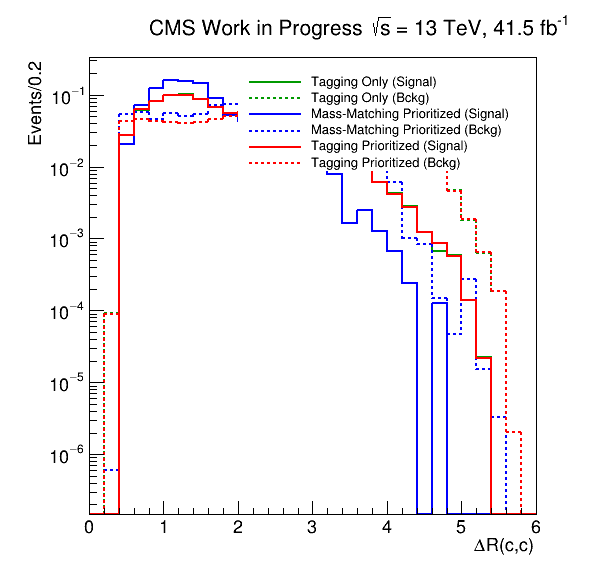 CMS Work in Progress √s = 13 TeV, 41.5 fb⁻¹
Events/0.2
Tagging Only (Signal)
Tagging Only (Bckg)
Mass-Matching Prioritized (Signal)
Mass-Matching Prioritized (Bckg)
Tagging Prioritized (Signal)
Tagging Prioritized (Bckg)
10⁻¹
10⁻²
10⁻³
10⁻⁴
10⁻⁵
10⁻⁶
0 1 2 3 4 5 6
ΔR(c,c)